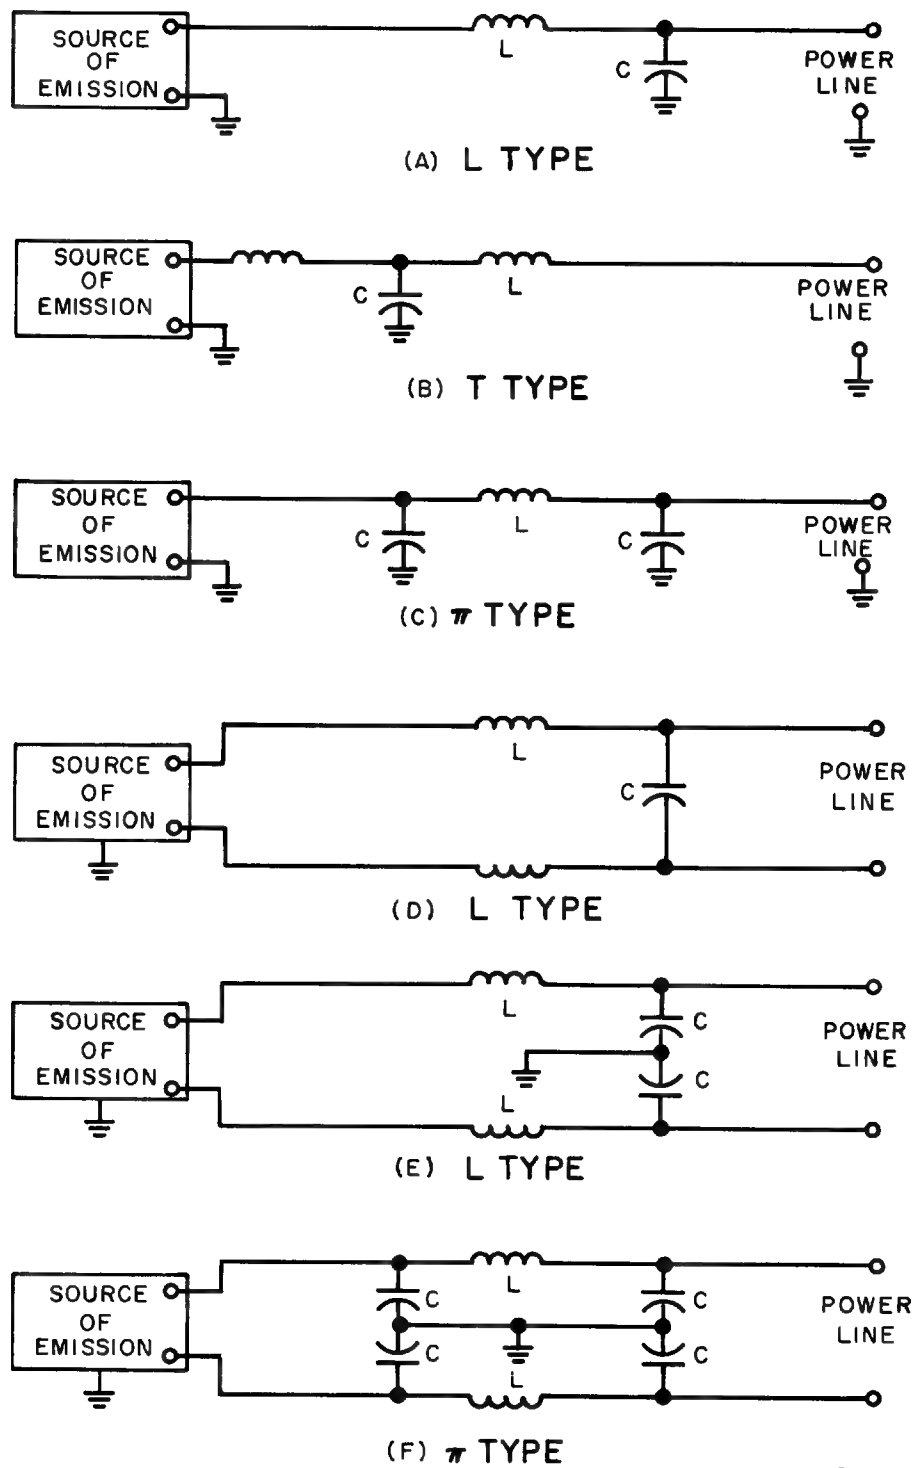 SOURCE
OF
EMISSION
L
C
POWER
LINE
(A) L TYPE
SOURCE
OF
EMISSION
C
L
POWER
LINE
(B) T TYPE
SOURCE
OF
EMISSION
C
L
C
POWER
LINE
(C) π TYPE
SOURCE
OF
EMISSION
L
C
POWER
LINE
(D) L TYPE
SOURCE
OF
EMISSION
L
C
C
L
POWER
LINE
(E) L TYPE
SOURCE
OF
EMISSION
L
C
C
C
C
L
POWER
LINE
(F) π TYPE